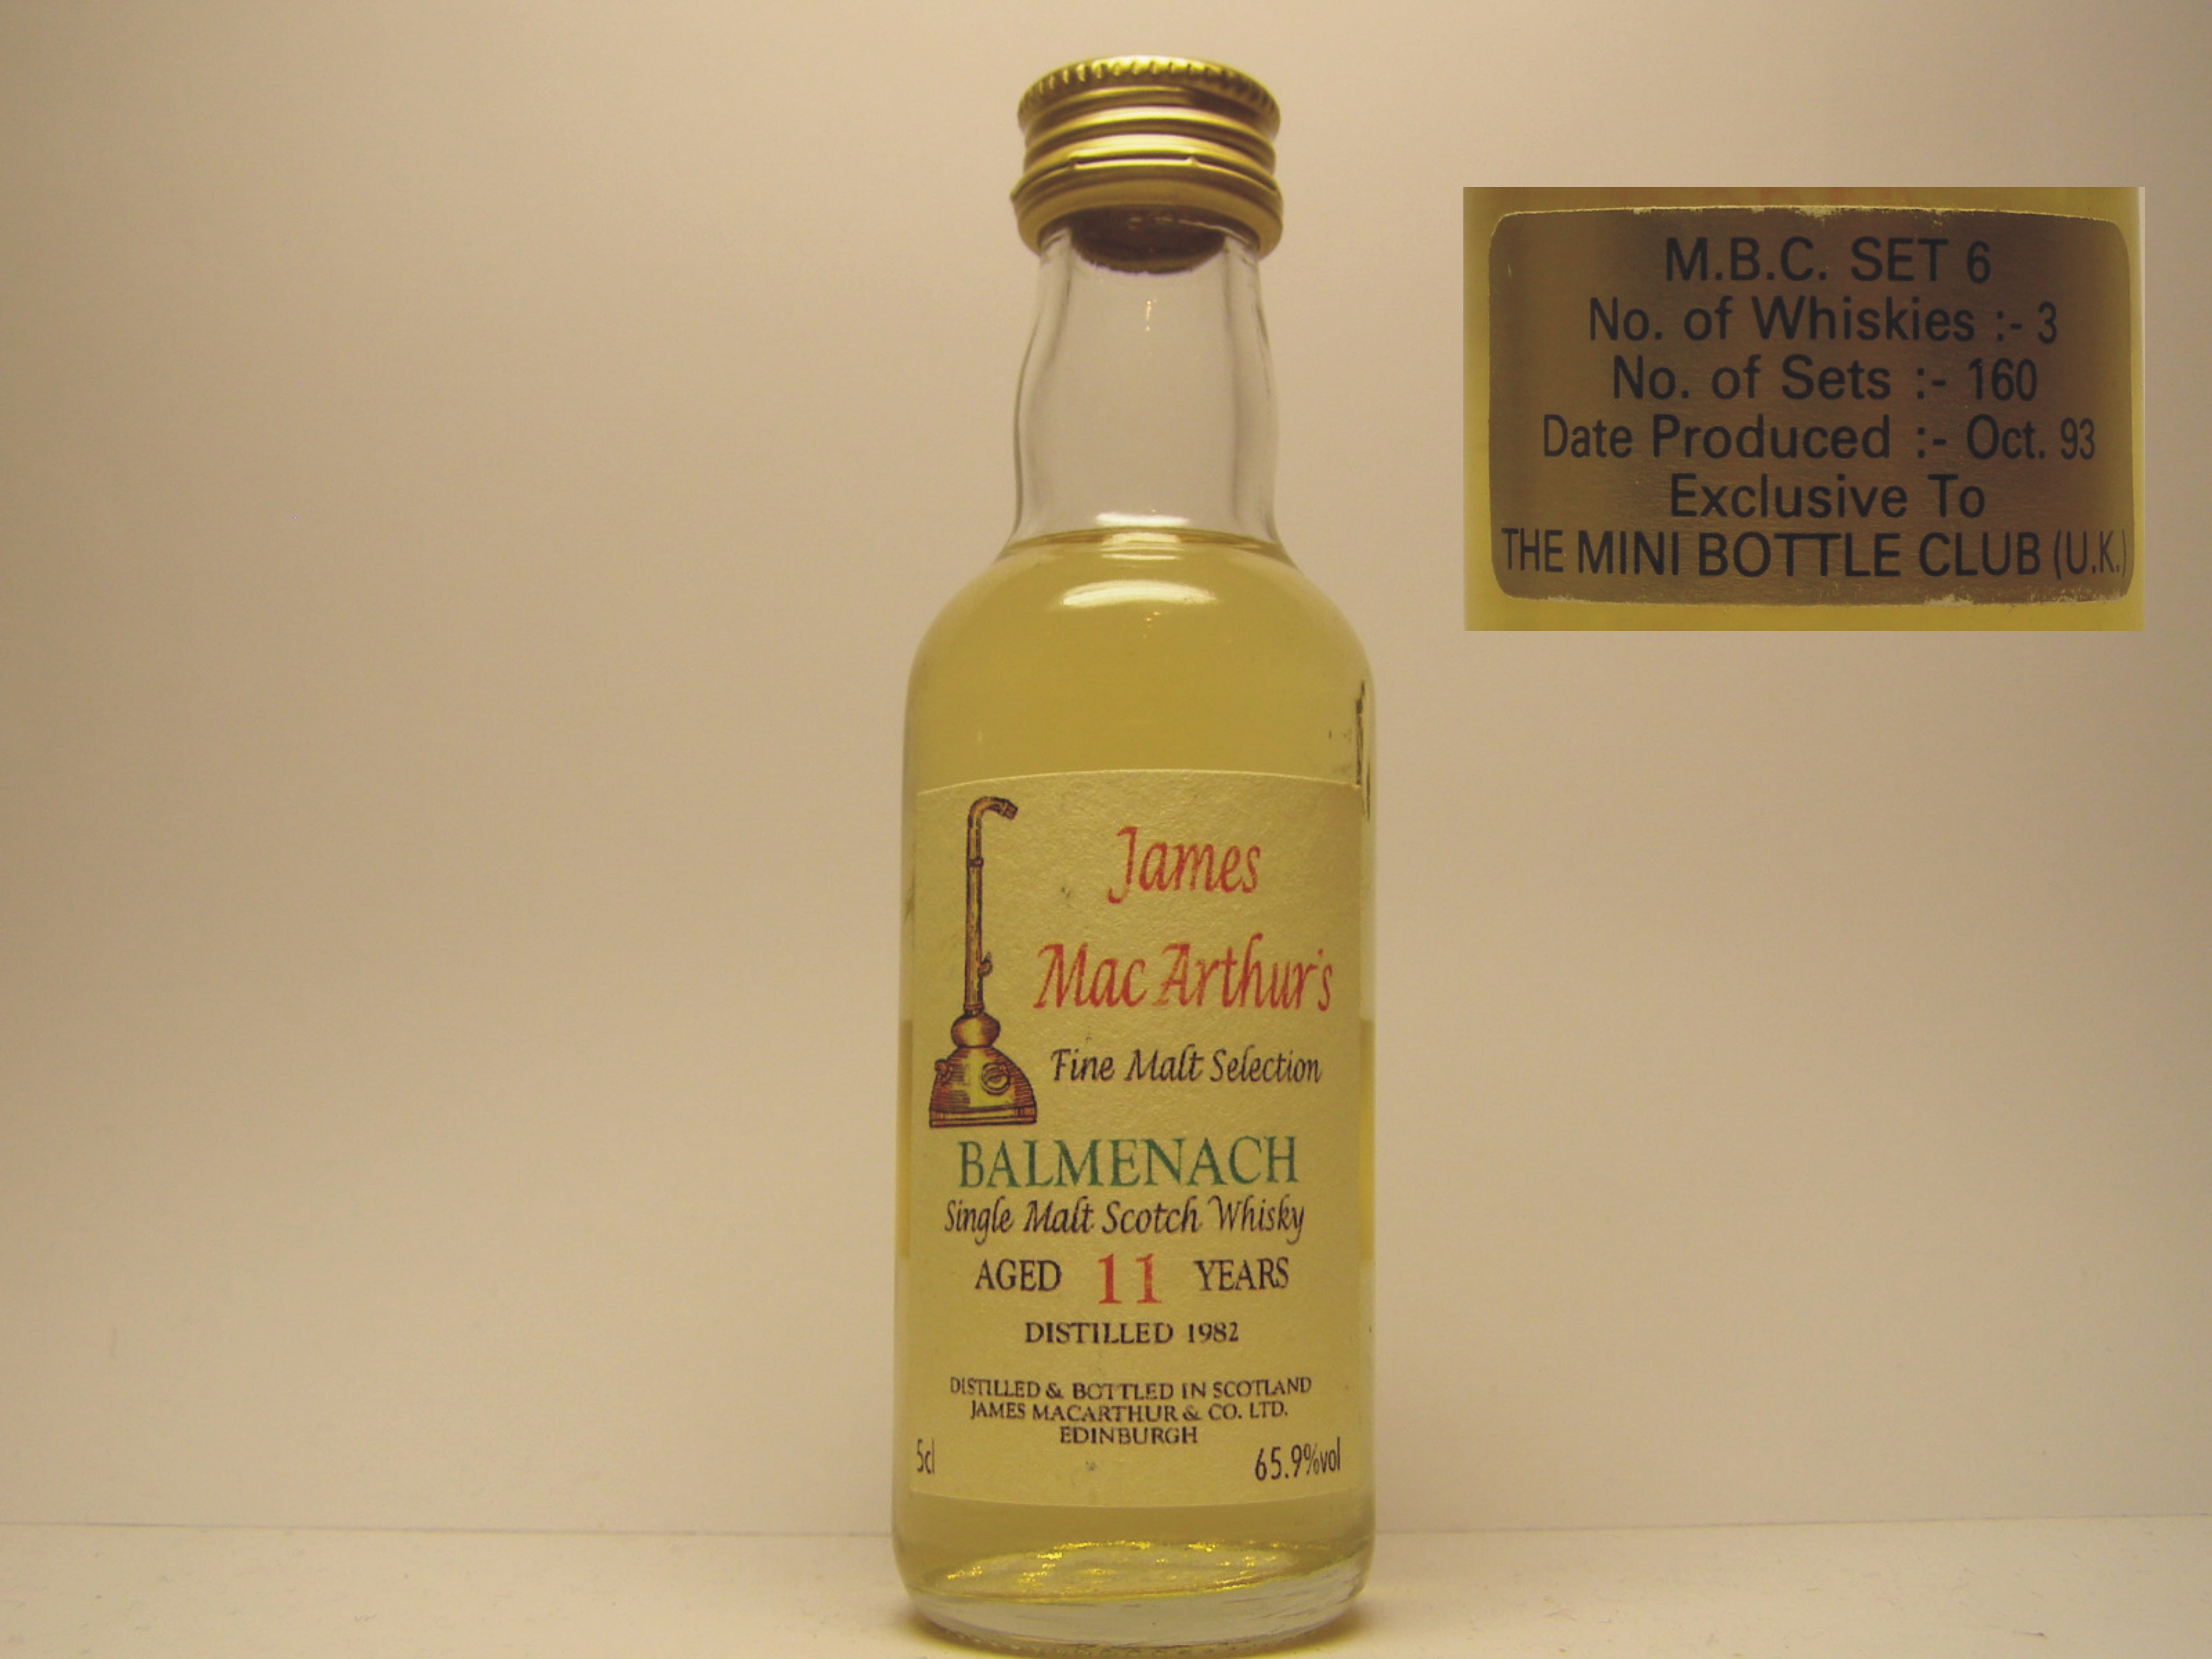 James
Mac Arthur's
Fine Malt Selection
BALMENACH
Single Malt Scotch Whisky
AGED 11 YEARS
DISTILLED 1982
DISTILLED & BOTTLED IN SCOTLAND
JAMES MACARTHUR & CO. LTD.
EDINBURGH
5cl 65.9%vol
M.B.C. SET 6
No. of Whiskies :- 3
No. of Sets :- 160
Date Produced :- Oct. 93
Exclusive To
THE MINI BOTTLE CLUB (U.K.)